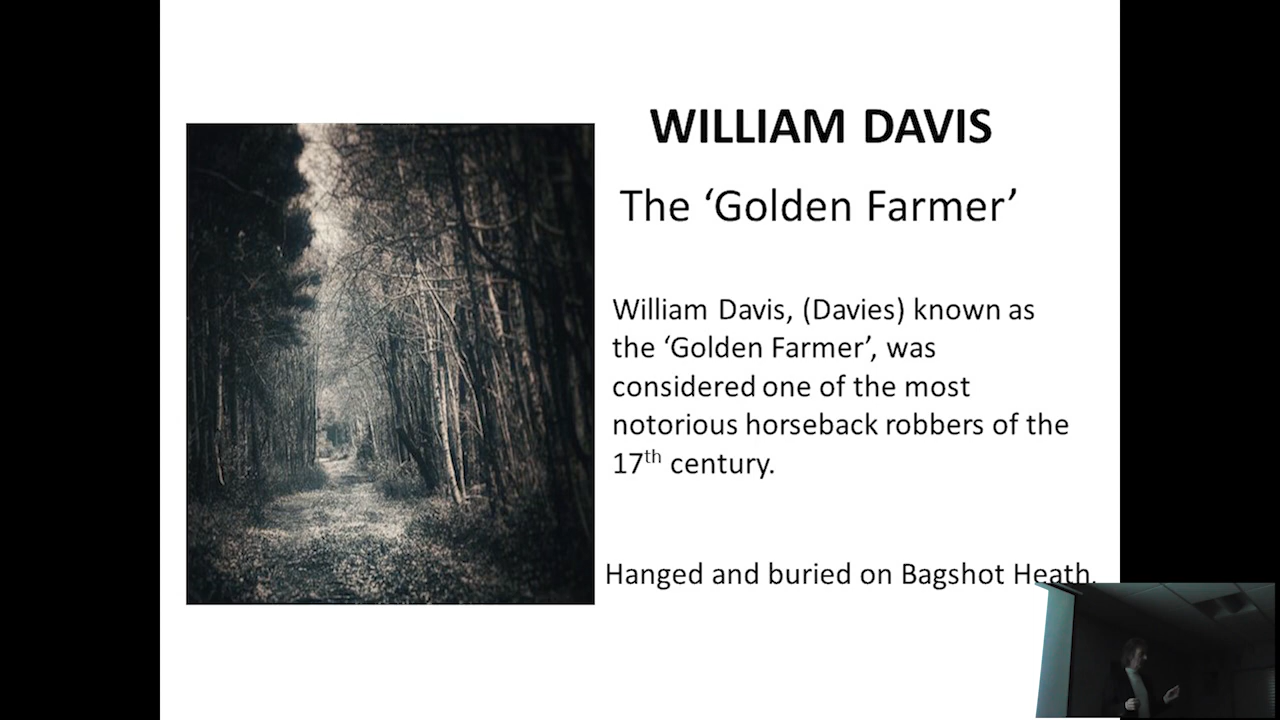 WILLIAM DAVIS
The ‘Golden Farmer’
William Davis, (Davies) known as
the ‘Golden Farmer’, was
considered one of the most
notorious horseback robbers of the
17th century.
Hanged and buried on Bagshot Heath.